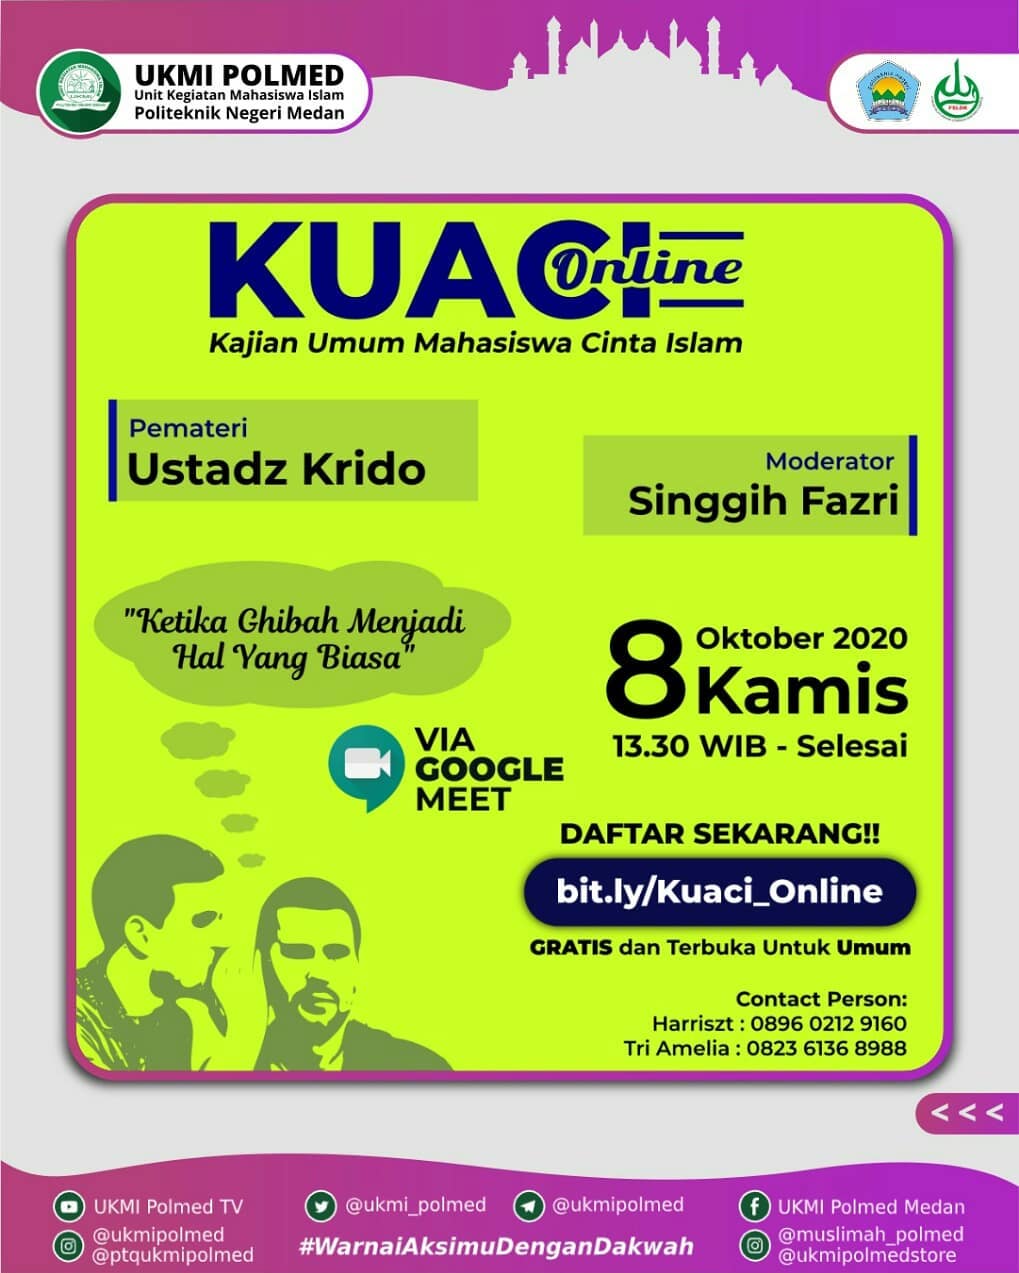 UKMI POLMED
Unit Kegiatan Mahasiswa Islam
Politeknik Negeri Medan
KUACI Online
Kajian Umum Mahasiswa Cinta Islam
Pemateri
Ustadz Krido
Moderator
Singgih Fazri
"Ketika Ghibah Menjadi
Hal Yang Biasa"
8 Oktober 2020
Kamis
13.30 WIB - Selesai
VIA
GOOGLE
MEET
DAFTAR SEKARANG!!
bit.ly/Kuaci_Online
GRATIS dan Terbuka Untuk Umum
Contact Person:
Harriszt : 0896 0212 9160
Tri Amelia : 0823 6136 8988
<<<
UKMI Polmed TV
@ukmi_polmed
@ukmipolmed
UKMI Polmed Medan
@ukmipolmed
@ptqukmipolmed
#WarnaiAksimuDenganDakwah
@muslimah_polmed
@ukmipolmedstore